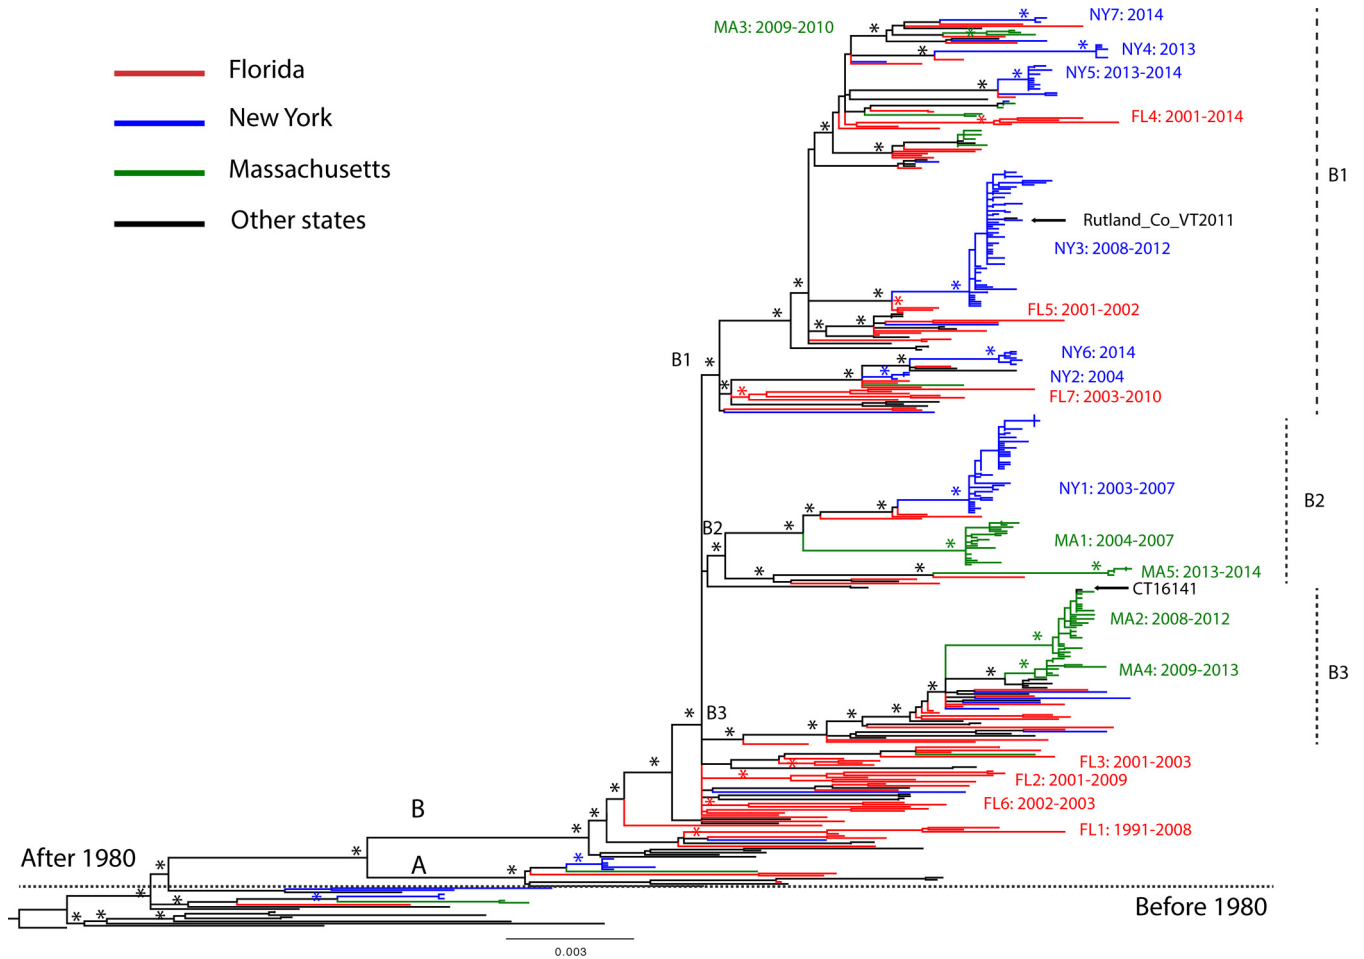 NY7: 2014
MA3: 2009-2010
NY4: 2013
Florida
NY5: 2013-2014
New York
FL4: 2001-2014
Massachusetts
B1
Other states
Rutland_Co_VT2011
NY3: 2008-2012
FL5: 2001-2002
B1
NY6: 2014
NY2: 2004
FL7: 2003-2010
NY1: 2003-2007
B2
B2
MA1: 2004-2007
MA5: 2013-2014
CT16141
MA2: 2008-2012
MA4: 2009-2013
B3
B3
FL3: 2001-2003
FL2: 2001-2009
FL6: 2002-2003
B
FL1: 1991-2008
After 1980
A
Before 1980
0.003